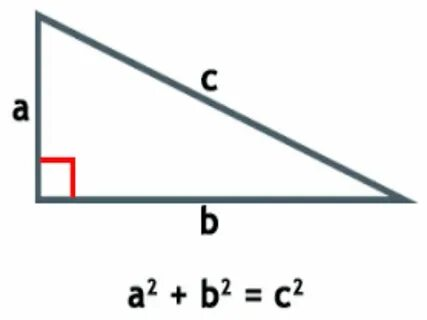 c
a
b
a² + b² = c²